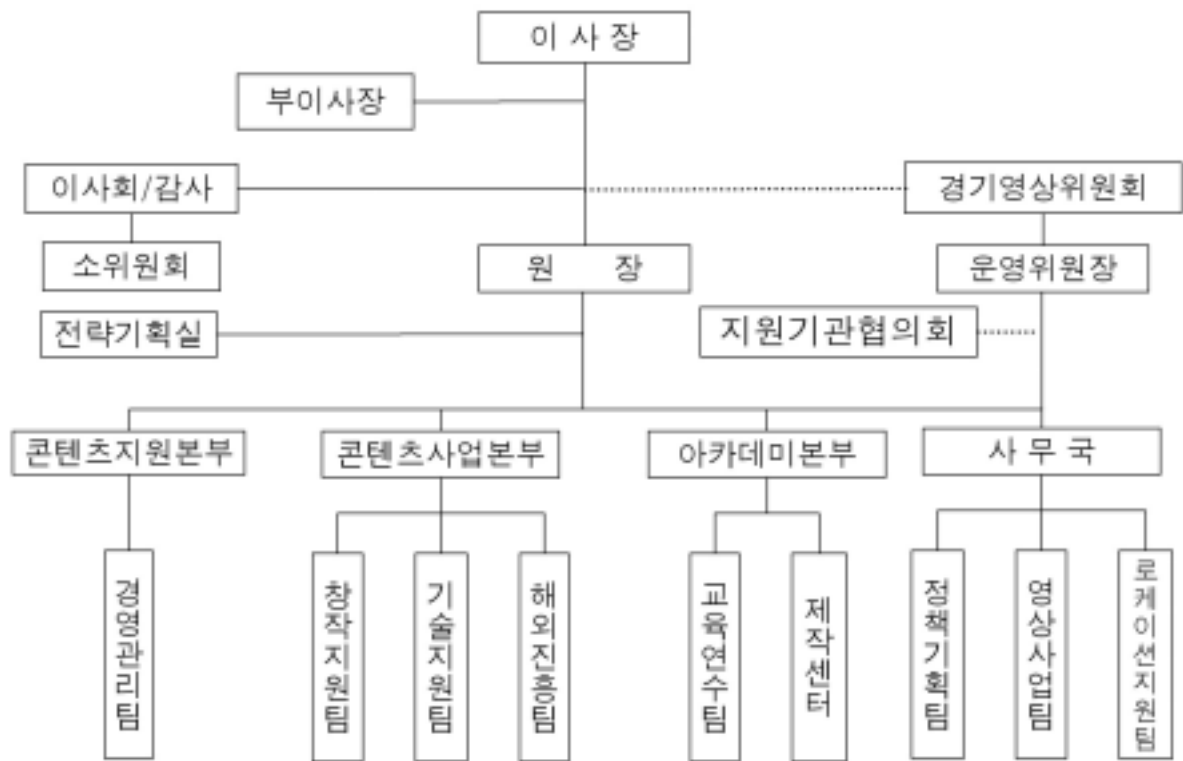 이 사 장
부이사장
이사회/감사
경기영상위원회
소위원회
원 장
운영위원장
전략기획실
지원기관협의회
콘텐츠지원본부
콘텐츠사업본부
아카데미본부
사 무 국
경영관리팀
창작지원팀
기술지원팀
해외진흥팀
교육연수팀
제작센터
정책기획팀
영상사업팀
로케이션지원팀